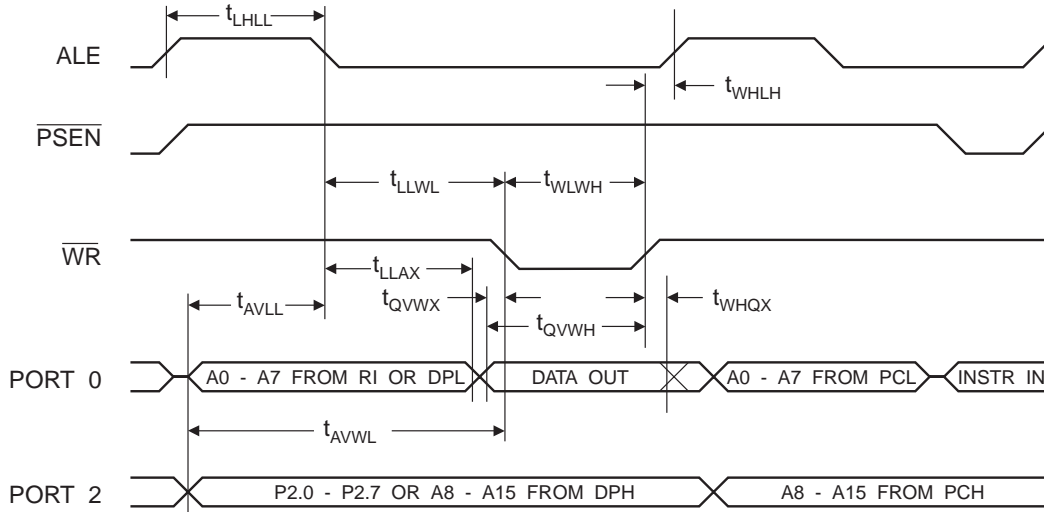 tLHLL
ALE
tWHLH
PSEN
tLLWL
tWLWH
WR
tLLAX
tAVLL
tQVWX
tWHQX
tQVWH
PORT 0
A0 - A7 FROM RI OR DPL
DATA OUT
A0 - A7 FROM PCL
INSTR IN
tAVWL
PORT 2
P2.0 - P2.7 OR A8 - A15 FROM DPH
A8 - A15 FROM PCH